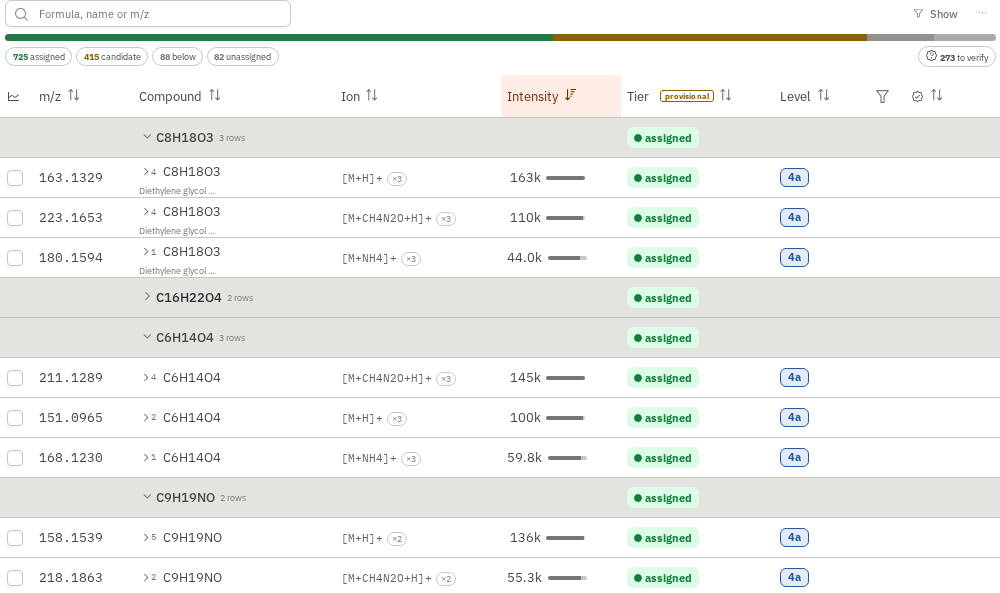 Formula, name or m/z
Show ...
725 assigned 415 candidate 88 below 82 unassigned 273 to verify
m/z Compound Ion Intensity Tier provisional Level
C8H18O3 3 rows assigned
163.1329 4 C8H18O3 [M+H]+ ×3 163k assigned 4a
Diethylene glycol ...
223.1653 4 C8H18O3 [M+CH4N2O+H]+ ×3 110k assigned 4a
Diethylene glycol ...
180.1594 1 C8H18O3 [M+NH4]+ ×3 44.0k assigned 4a
Diethylene glycol ...
C16H22O4 2 rows assigned
C6H14O4 3 rows assigned
211.1289 4 C6H14O4 [M+CH4N2O+H]+ ×3 145k assigned 4a
151.0965 2 C6H14O4 [M+H]+ ×3 100k assigned 4a
168.1230 1 C6H14O4 [M+NH4]+ ×3 59.8k assigned 4a
C9H19NO 2 rows assigned
158.1539 5 C9H19NO [M+H]+ ×2 136k assigned 4a
218.1863 2 C9H19NO [M+CH4N2O+H]+ ×2 55.3k assigned 4a